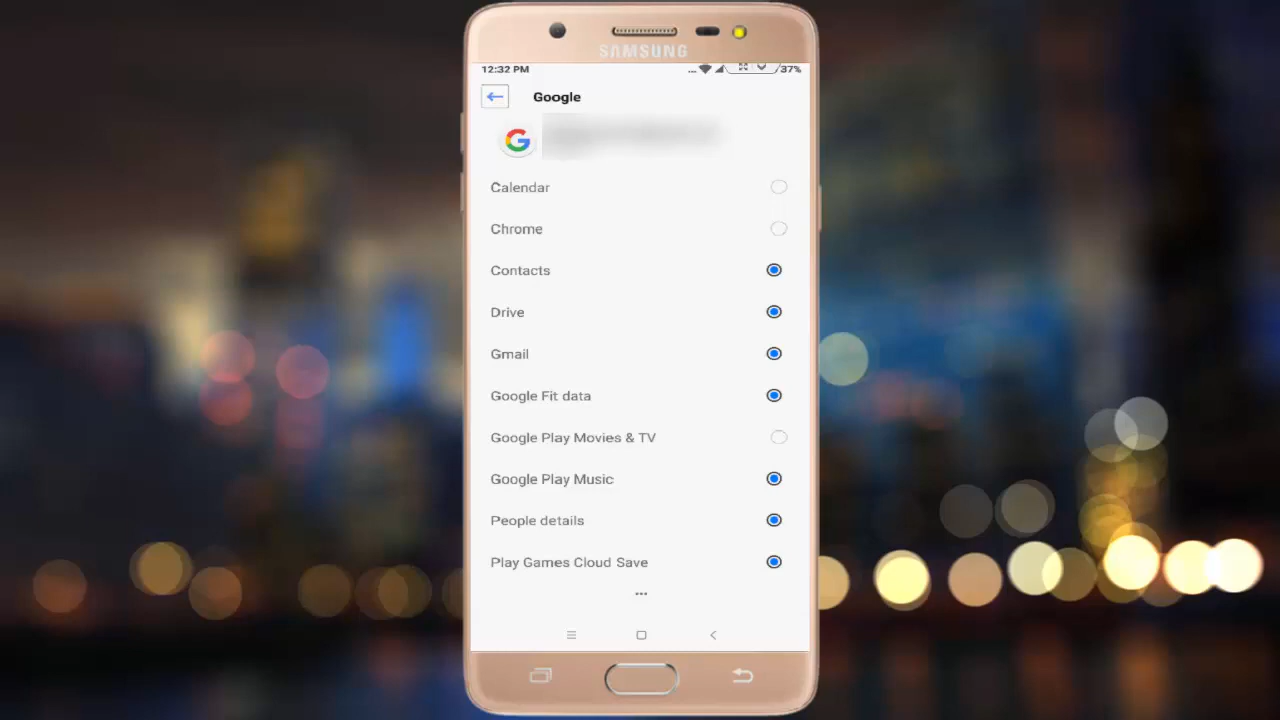 SAMSUNG
12:32 PM
37%
Google
Calendar
Chrome
Contacts
Drive
Gmail
Google Fit data
Google Play Movies & TV
Google Play Music
People details
Play Games Cloud Save